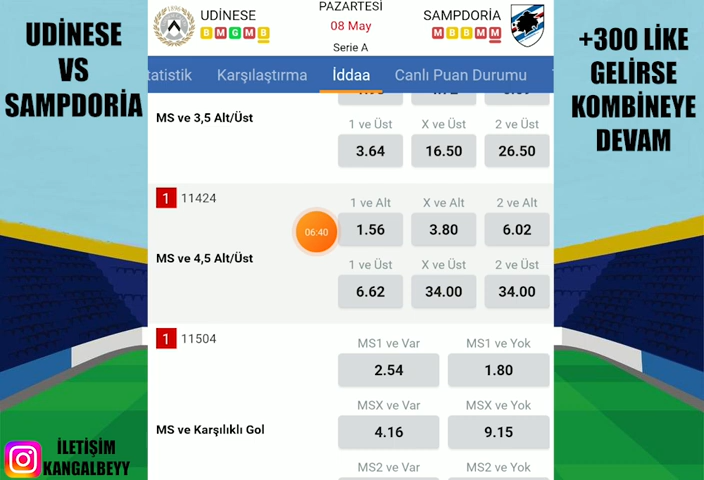 UDİNESE
VS
SAMPDORİA
+300 LİKE
GELİRSE
KOMBİNEYE
DEVAM
UDİNESE
B M G M B
PAZARTESİ
08 May
Serie A
SAMPDORİA
M B B M M
tatistik Karşılaştırma İddaa Canlı Puan Durumu
MS ve 3,5 Alt/Üst
1 ve Üst X ve Üst 2 ve Üst
3.64 16.50 26.50
1 11424
1 ve Alt X ve Alt 2 ve Alt
06:40
1.56 3.80 6.02
MS ve 4,5 Alt/Üst
1 ve Üst X ve Üst 2 ve Üst
6.62 34.00 34.00
1 11504
MS1 ve Var MS1 ve Yok
2.54 1.80
MSX ve Var MSX ve Yok
MS ve Karşılıklı Gol
4.16 9.15
MS2 ve Var MS2 ve Yok
İLETİŞİM
KANGALBEYY